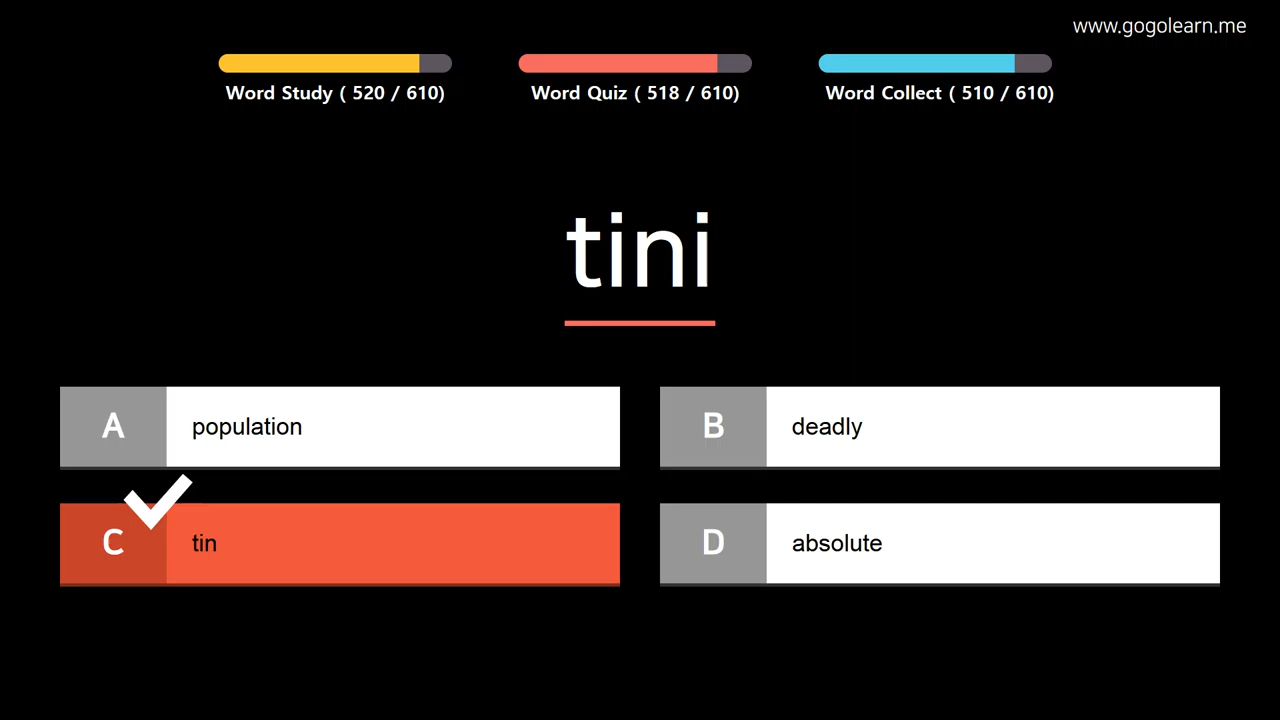 www.gogolearn.me
Word Study ( 520 / 610)
Word Quiz ( 518 / 610)
Word Collect ( 510 / 610)
tini
A population
B deadly
C tin
D absolute